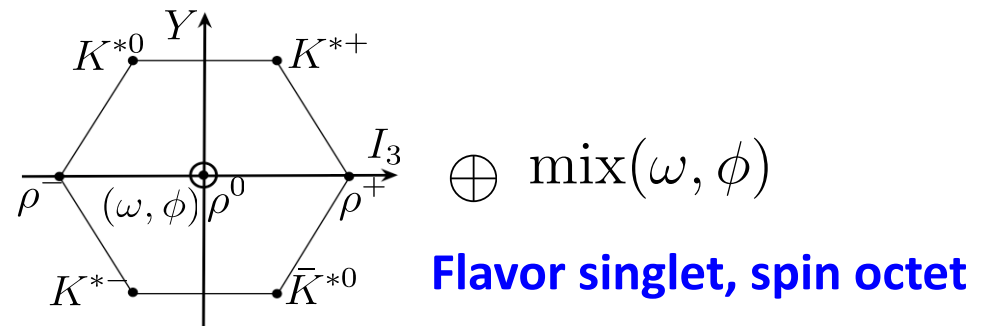 Y
K*0 K*+
I₃
ρ⁻ (ω, ϕ) ρ⁰ ρ⁺
K*⁻ K̄*0
⊕ mix(ω, ϕ)
Flavor singlet, spin octet